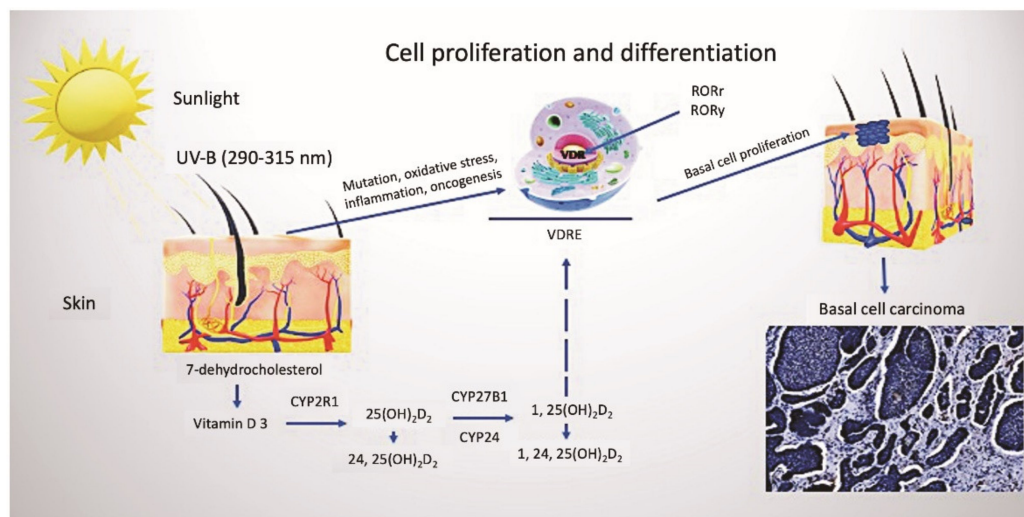 Cell proliferation and differentiation
Sunlight
UV-B (290-315 nm)
Mutation, oxidative stress,
inflammation, oncogenesis
RORr
RORy
VDR
Basal cell proliferation
VDRE
Skin
7-dehydrocholesterol
Basal cell carcinoma
Vitamin D 3
CYP2R1
25(OH)₂D₂
CYP27B1
CYP24
1, 25(OH)₂D₂
24, 25(OH)₂D₂
1, 24, 25(OH)₂D₂